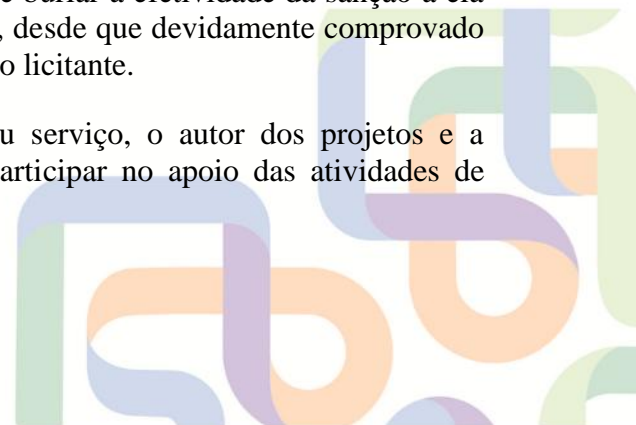 e burlar a efetividade da sanção a ela
, desde que devidamente comprovado
o licitante.
u serviço, o autor dos projetos e a
articipar no apoio das atividades de